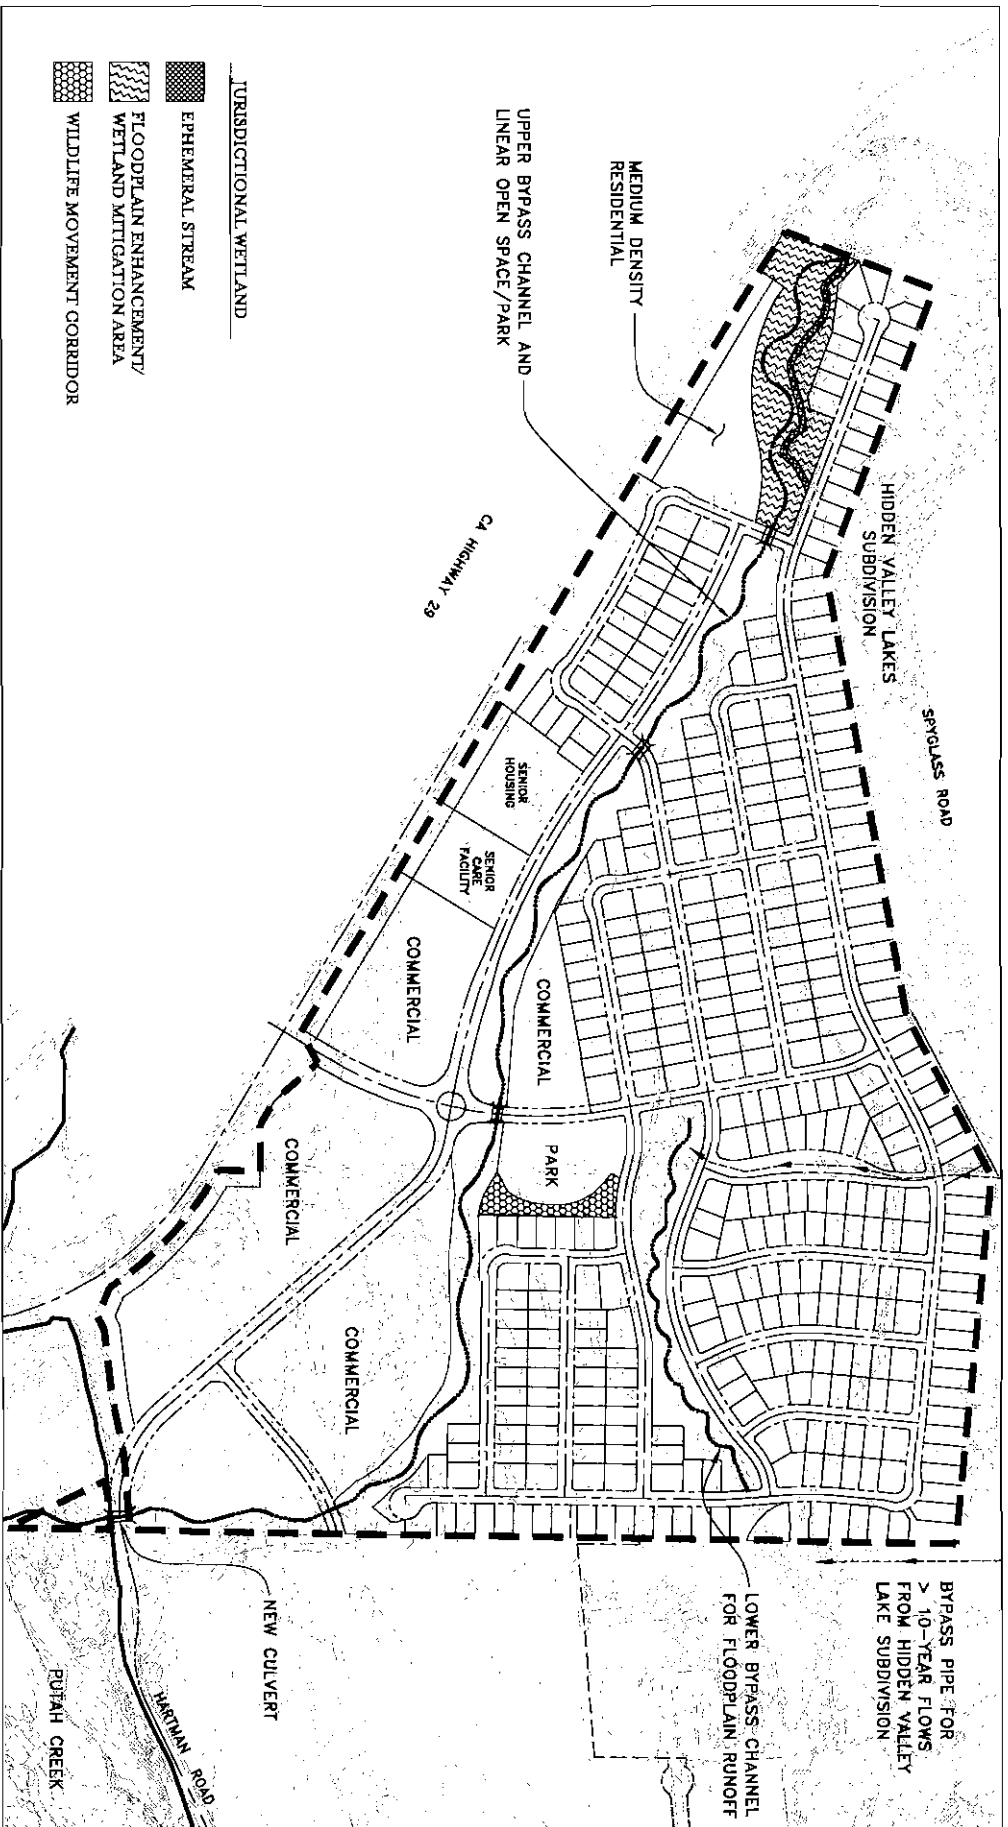 JURISDICTIONAL WETLAND
EPHEMERAL STREAM
FLOODPLAIN ENHANCEMENT/
WETLAND MITIGATION AREA
WILDLIFE MOVEMENT CORRIDOR
UPPER BYPASS CHANNEL AND
LINEAR OPEN SPACE/PARK
MEDIUM DENSITY
RESIDENTIAL
HIDDEN VALLEY LAKES
SUBDIVISION
SPYGLASS ROAD
CA HIGHWAY 29
SENIOR
HOUSING
SENIOR
CARE
FACILITY
COMMERCIAL
COMMERCIAL
PARK
COMMERCIAL
COMMERCIAL
BYPASS PIPE FOR
> 10-YEAR FLOWS
FROM HIDDEN VALLEY
LAKE SUBDIVISION
LOWER BYPASS CHANNEL
FOR FLOODPLAIN RUNOFF
NEW CULVERT
HARTMAN ROAD
PUTAH CREEK